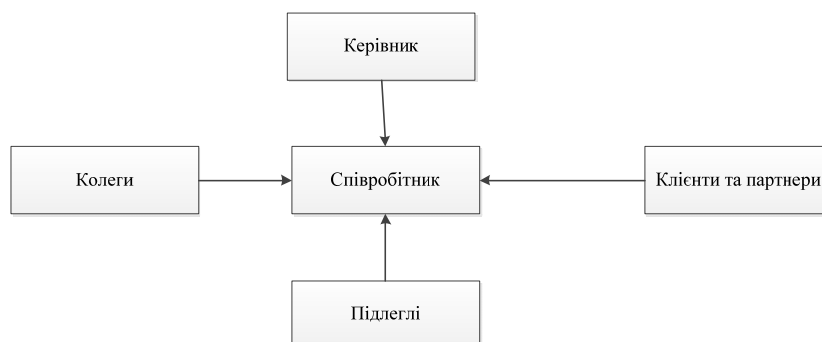 Керівник
Колеги
Співробітник
Клієнти та партнери
Підлеглі